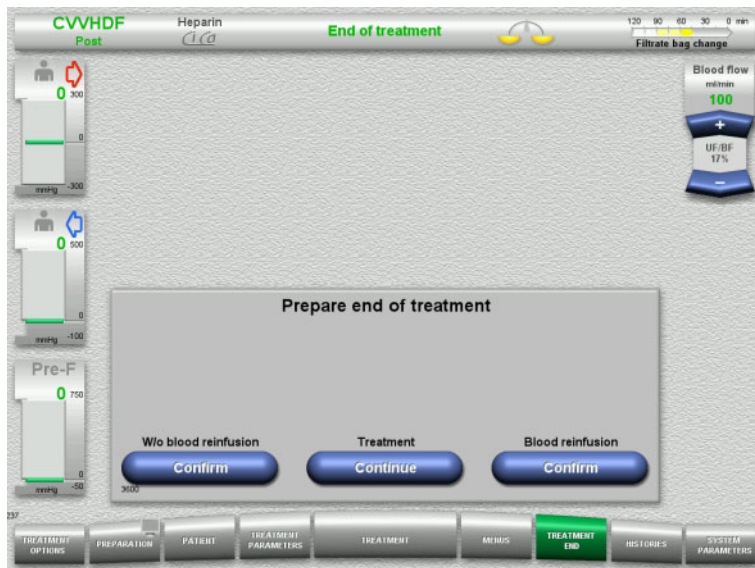 CVVHDF
Post
Heparin
CiCa
End of treatment
120 90 60 30 0 min
Filtrate bag change
0 300
0
mmHg -300
0 500
0
mmHg -100
Pre-F
0 750
0
mmHg -50
Blood flow
ml/min
100
+
UF/BF
17%
−
Prepare end of treatment
W/o blood reinfusion
Confirm
Treatment
Continue
Blood reinfusion
Confirm
3600
237
TREATMENT
OPTIONS
PREPARATION
PATIENT
TREATMENT
PARAMETERS
TREATMENT
MENUS
TREATMENT
END
HISTORIES
SYSTEM
PARAMETERS